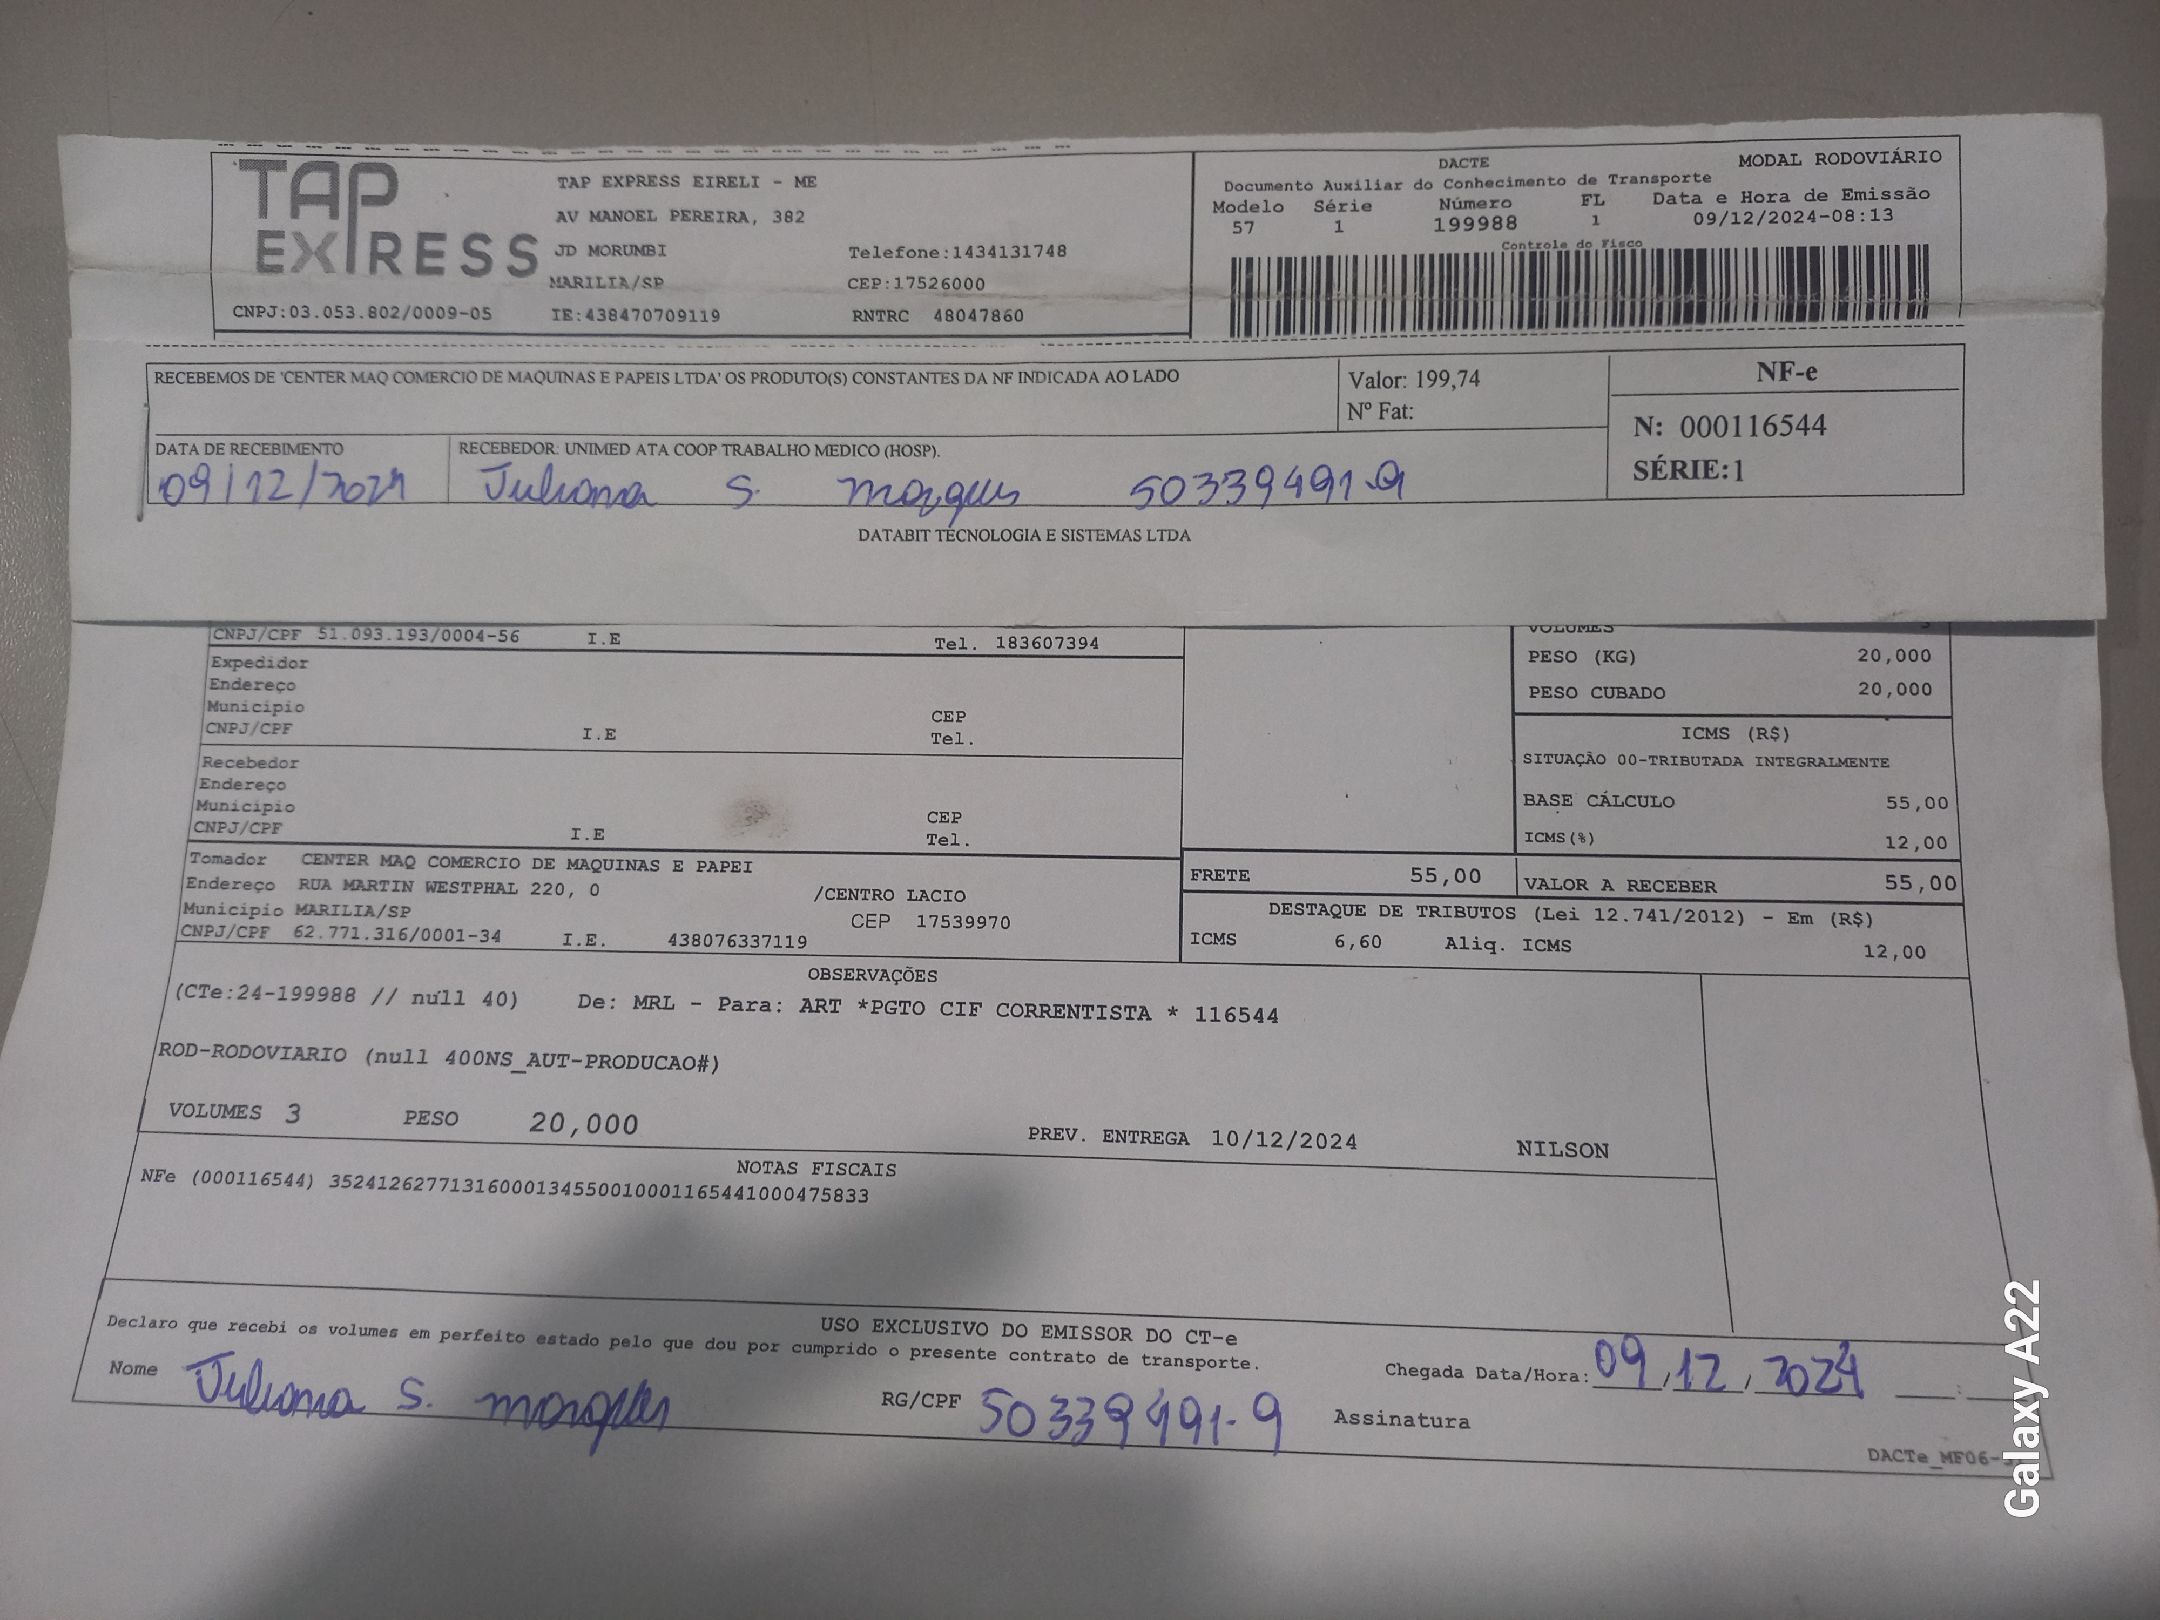 TAP EXPRESS
TAP EXPRESS EIRELI - ME
AV MANOEL PEREIRA, 382
JD MORUMBI Telefone:1434131748
MARILIA/SP CEP:17526000
CNPJ:03.053.802/0009-05 IE:438470709119 RNTRC 48047860
DACTE MODAL RODOVIÁRIO
Documento Auxiliar do Conhecimento de Transporte
Modelo Série Número FL Data e Hora de Emissão
57 1 199988 1 09/12/2024-08:13
Controle do Fisco
RECEBEMOS DE 'CENTER MAQ COMERCIO DE MAQUINAS E PAPEIS LTDA' OS PRODUTO(S) CONSTANTES DA NF INDICADA AO LADO
Valor: 199,74
Nº Fat:
NF-e
N: 000116544
SÉRIE:1
DATA DE RECEBIMENTO RECEBEDOR: UNIMED ATA COOP TRABALHO MEDICO (HOSP).
09/12/2024 Juliana S. Marques 50339491-9
DATABIT TECNOLOGIA E SISTEMAS LTDA
CNPJ/CPF 51.093.193/0004-56 I.E Tel. 183607394
Expedidor
Endereço
Municipio CEP
CNPJ/CPF I.E Tel.
Recebedor
Endereço
Municipio CEP
CNPJ/CPF I.E Tel.
Tomador CENTER MAQ COMERCIO DE MAQUINAS E PAPEI
Endereço RUA MARTIN WESTPHAL 220, 0 /CENTRO LACIO
Municipio MARILIA/SP CEP 17539970
CNPJ/CPF 62.771.316/0001-34 I.E. 438076337119
VOLUMES
PESO (KG) 20,000
PESO CUBADO 20,000
ICMS (R$)
SITUAÇÃO 00-TRIBUTADA INTEGRALMENTE
BASE CÁLCULO 55,00
ICMS(%) 12,00
FRETE 55,00 VALOR A RECEBER 55,00
DESTAQUE DE TRIBUTOS (Lei 12.741/2012) - Em (R$)
ICMS 6,60 Aliq. ICMS 12,00
OBSERVAÇÕES
(CTe:24-199988 // null 40) De: MRL - Para: ART *PGTO CIF CORRENTISTA * 116544
ROD-RODOVIARIO (null 400NS_AUT-PRODUCAO#)
VOLUMES 3 PESO 20,000 PREV. ENTREGA 10/12/2024 NILSON
NOTAS FISCAIS
NFe (000116544) 35241262771316000134550010001165441000475833
USO EXCLUSIVO DO EMISSOR DO CT-e
Declaro que recebi os volumes em perfeito estado pelo que dou por cumprido o presente contrato de transporte.
Nome Juliana S. Marques RG/CPF 50339491-9 Chegada Data/Hora: 09/12/2024
Assinatura
DACTe_MF06-
Galaxy A22